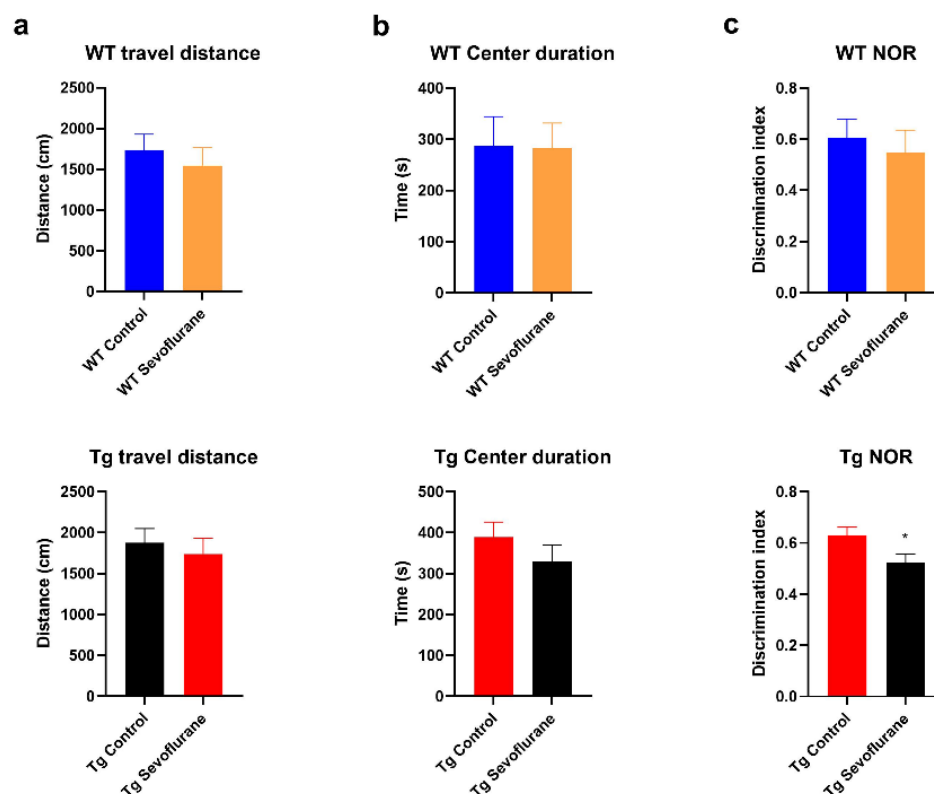 a
WT travel distance
Distance (cm)
2500
2000
1500
1000
500
0
WT Control
WT Sevoflurane
b
WT Center duration
Time (s)
400
300
200
100
0
WT Control
WT Sevoflurane
c
WT NOR
Discrimination index
0.8
0.6
0.4
0.2
0.0
WT Control
WT Sevoflurane
Tg travel distance
Distance (cm)
2500
2000
1500
1000
500
0
Tg Control
Tg Sevoflurane
Tg Center duration
Time (s)
500
400
300
200
100
0
Tg Control
Tg Sevoflurane
Tg NOR
Discrimination index
0.8
0.6
0.4
0.2
0.0
*
Tg Control
Tg Sevoflurane